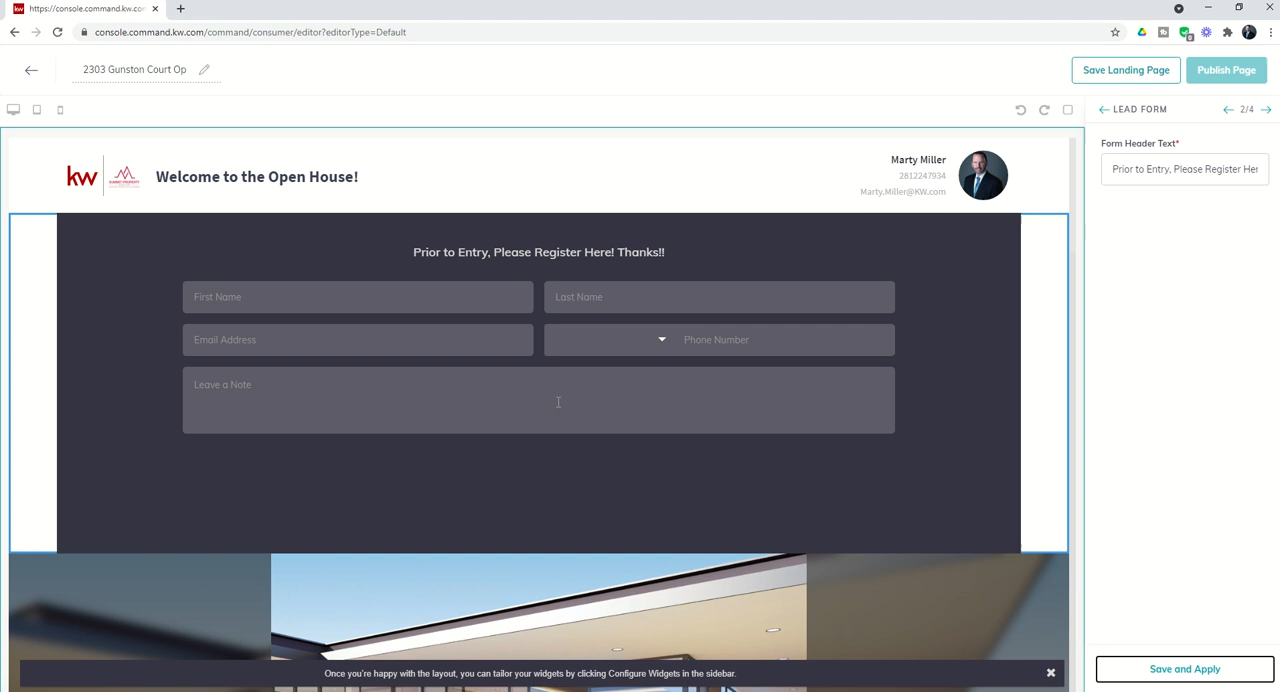 https://console.command.kw.com
console.command.kw.com/command/consumer/editor?editorType=Default
2303 Gunston Court Op
Save Landing Page
Publish Page
LEAD FORM
2/4
Form Header Text*
Prior to Entry, Please Register Her
kw
Welcome to the Open House!
Marty Miller
2812247934
Marty.Miller@KW.com
Prior to Entry, Please Register Here! Thanks!!
First Name
Last Name
Email Address
Phone Number
Leave a Note
Once you're happy with the layout, you can tailor your widgets by clicking Configure Widgets in the sidebar.
Save and Apply